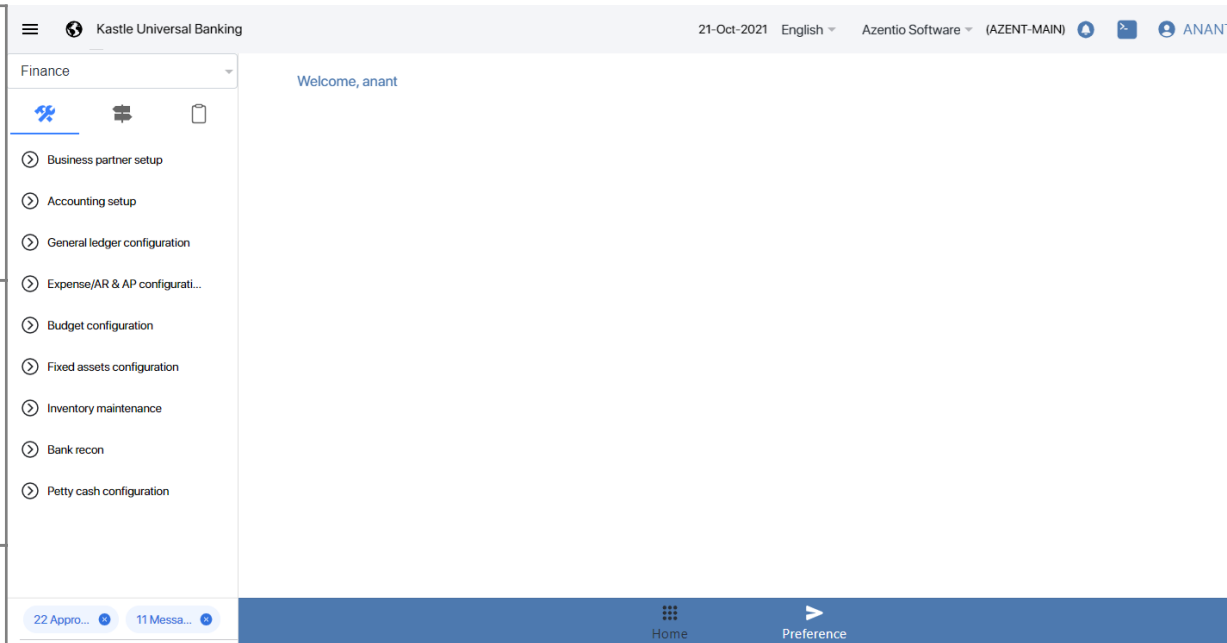 Kastle Universal Banking
21-Oct-2021 English Azentio Software (AZENT-MAIN) ANANT
Finance
Welcome, anant
Business partner setup
Accounting setup
General ledger configuration
Expense/AR & AP configurati...
Budget configuration
Fixed assets configuration
Inventory maintenance
Bank recon
Petty cash configuration
22 Appro... 11 Messa...
Home Preference